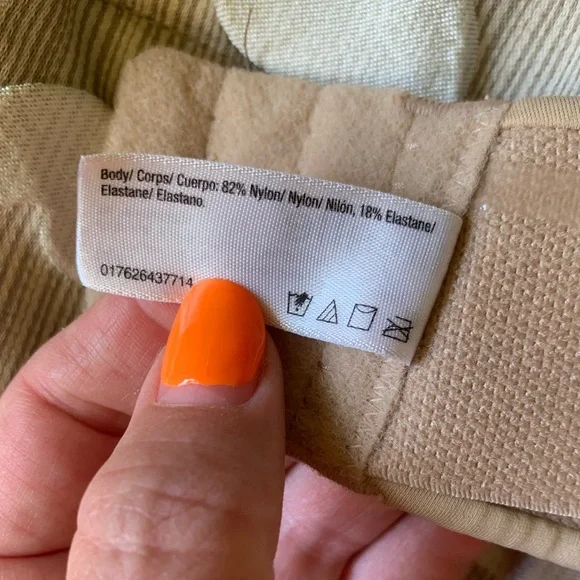 Body/ Corps/ Cuerpo: 82% Nylon/ Nylon/ Nilón, 18% Elastane/
Elastane/ Elastano.
017626437714